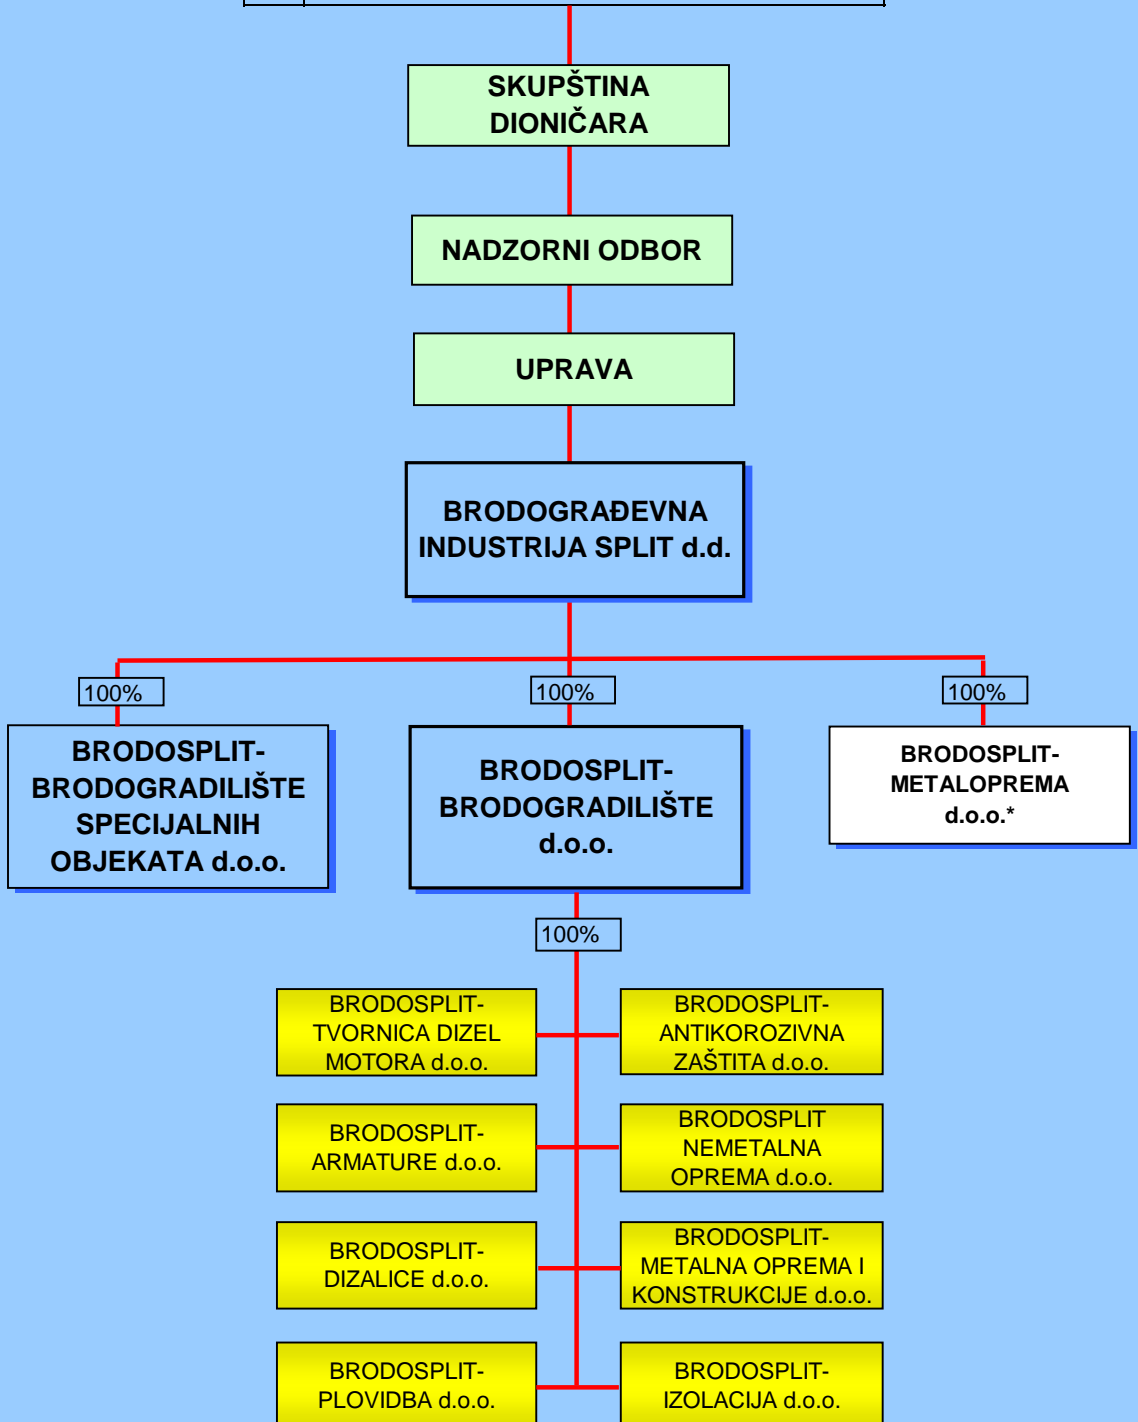 SKUPŠTINA
DIONIČARA
NADZORNI ODBOR
UPRAVA
BRODOGRAĐEVNA
INDUSTRIJA SPLIT d.d.
100%
100%
100%
BRODOSPLIT-
BRODOGRADILIŠTE
SPECIJALNIH
OBJEKATA d.o.o.
BRODOSPLIT-
BRODOGRADILIŠTE
d.o.o.
BRODOSPLIT-
METALOPREMA
d.o.o.*
100%
BRODOSPLIT-
TVORNICA DIZEL
MOTORA d.o.o.
BRODOSPLIT-
ANTIKOROZIVNA
ZAŠTITA d.o.o.
BRODOSPLIT-
ARMATURE d.o.o.
BRODOSPLIT
NEMETALNA
OPREMA d.o.o.
BRODOSPLIT-
DIZALICE d.o.o.
BRODOSPLIT-
METALNA OPREMA I
KONSTRUKCIJE d.o.o.
BRODOSPLIT-
PLOVIDBA d.o.o.
BRODOSPLIT-
IZOLACIJA d.o.o.